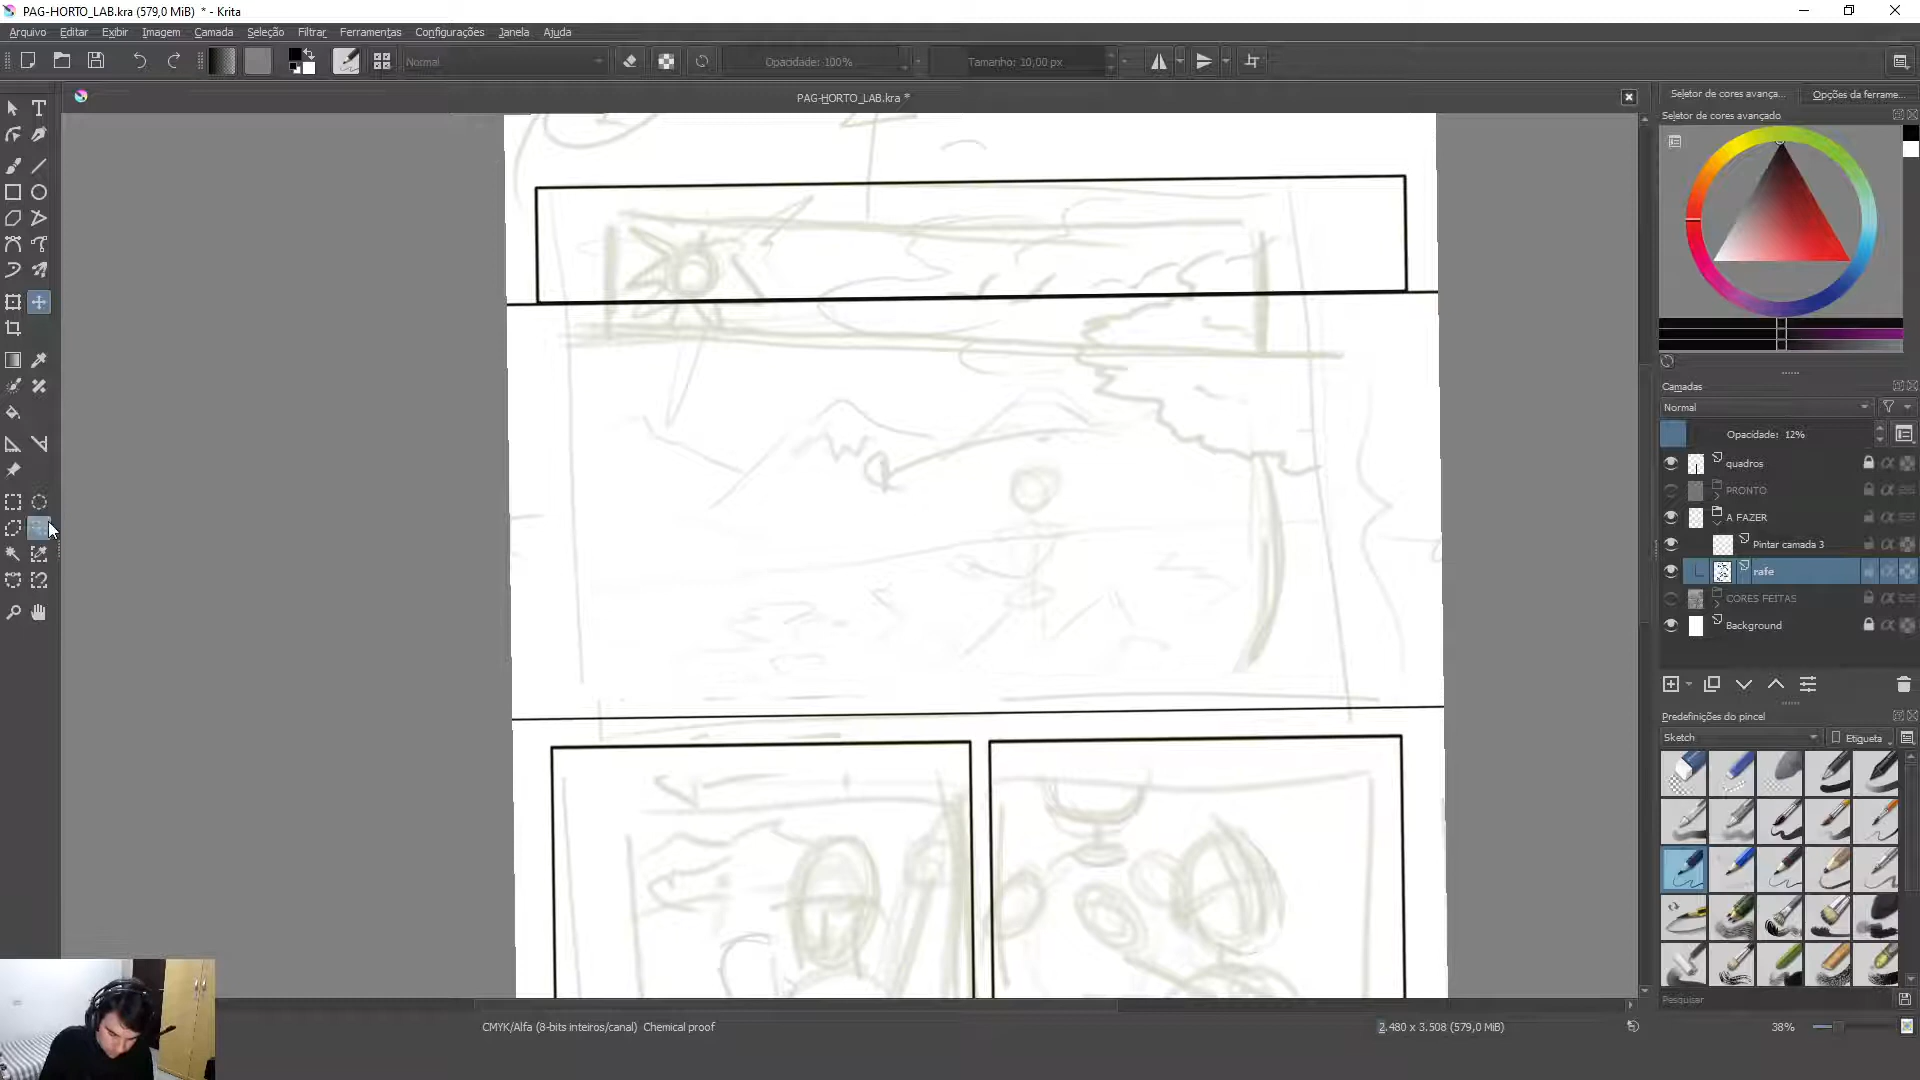 PAG-HORTO_LAB.kra (579,0 MiB) * - Krita
Arquivo Editar Exibir Imagem Camada Seleção Filtrar Ferramentas Configurações Janela Ajuda
Normal Opacidade: 100% Tamanho: 10,00 px
PAG-HORTO_LAB.kra *
Seletor de cores avança... Opções da ferrame...
Seletor de cores avançado
Camadas
Normal
Opacidade: 12%
quadros
PRONTO
A FAZER
Pintar camada 3
rafe
CORES FEITAS
Background
Predefinições do pincel
Sketch Etiqueta
Pesquisar
CMYK/Alfa (8-bits inteiros/canal) Chemical proof 2.480 x 3.508 (579,0 MiB) 38%